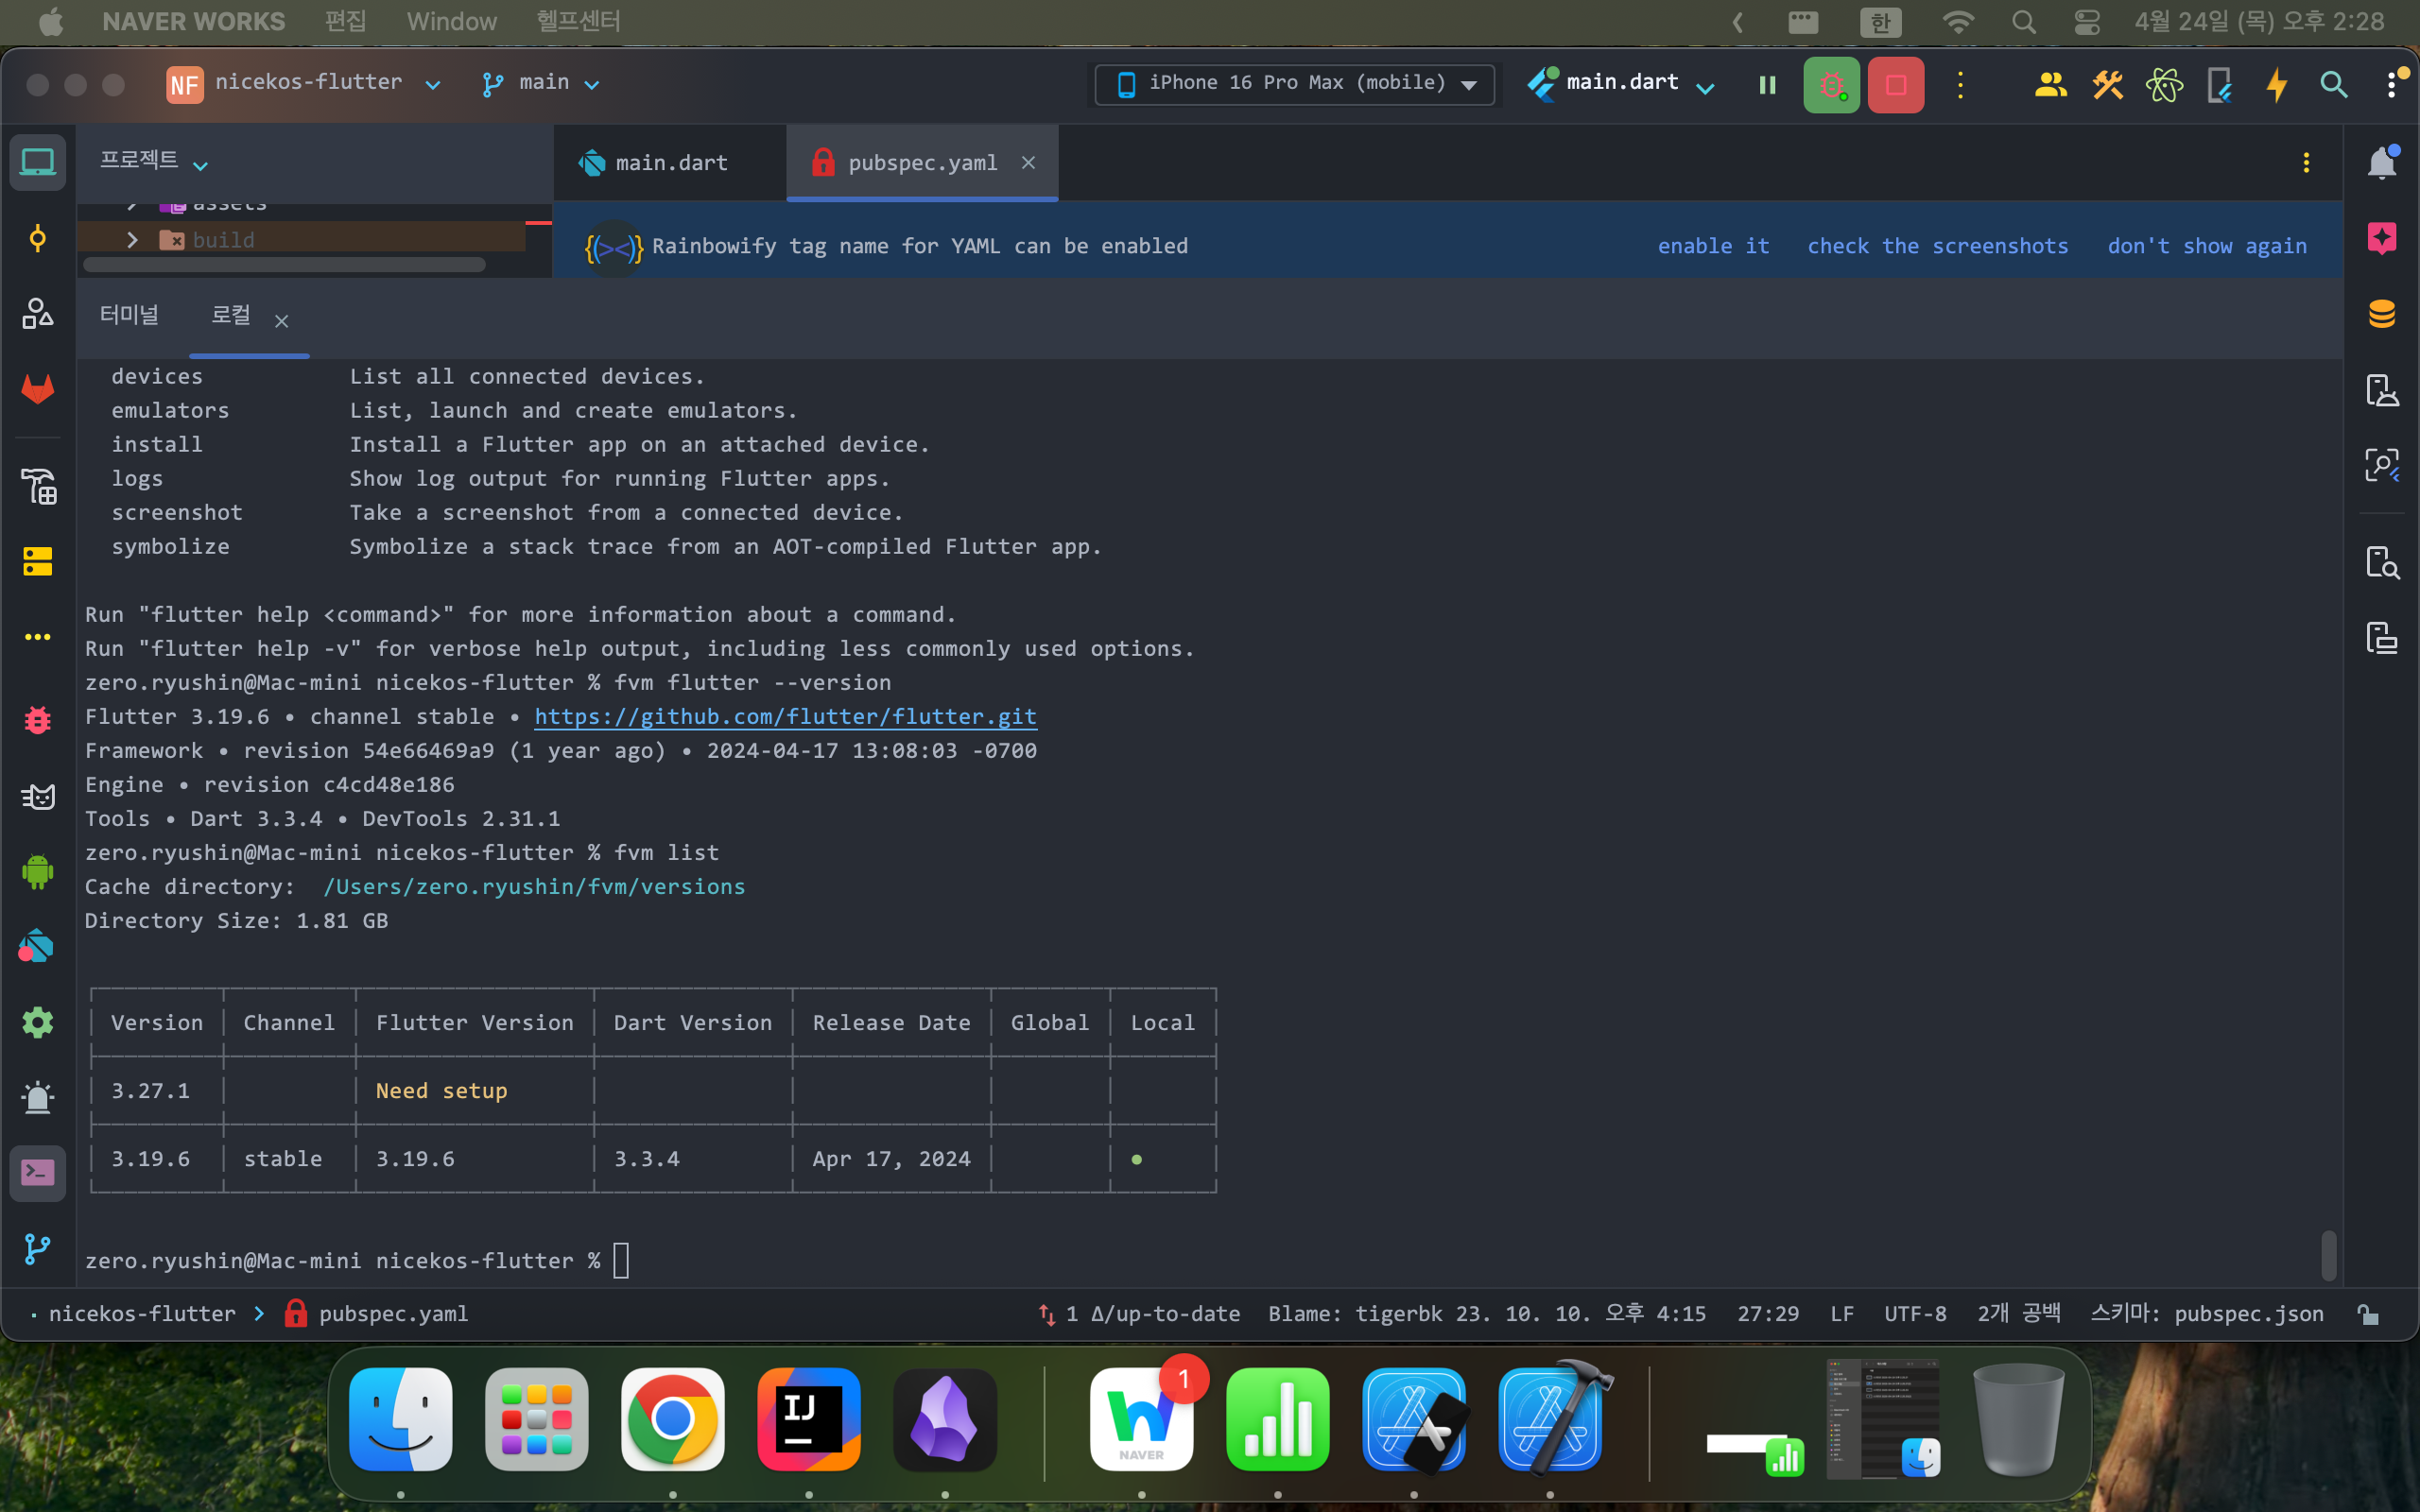 NAVER WORKS 편집 Window 헬프센터 한 4월 24일 (목) 오후 2:28
NF nicekos-flutter main iPhone 16 Pro Max (mobile) main.dart
프로젝트 main.dart pubspec.yaml
assets
build
Rainbowify tag name for YAML can be enabled enable it check the screenshots don't show again
터미널 로컬
devices List all connected devices.
emulators List, launch and create emulators.
install Install a Flutter app on an attached device.
logs Show log output for running Flutter apps.
screenshot Take a screenshot from a connected device.
symbolize Symbolize a stack trace from an AOT-compiled Flutter app.
Run "flutter help <command>" for more information about a command.
Run "flutter help -v" for verbose help output, including less commonly used options.
zero.ryushin@Mac-mini nicekos-flutter % fvm flutter --version
Flutter 3.19.6 • channel stable • https://github.com/flutter/flutter.git
Framework • revision 54e66469a9 (1 year ago) • 2024-04-17 13:08:03 -0700
Engine • revision c4cd48e186
Tools • Dart 3.3.4 • DevTools 2.31.1
zero.ryushin@Mac-mini nicekos-flutter % fvm list
Cache directory: /Users/zero.ryushin/fvm/versions
Directory Size: 1.81 GB
Version Channel Flutter Version Dart Version Release Date Global Local
3.27.1 Need setup
3.19.6 stable 3.19.6 3.3.4 Apr 17, 2024 ●
zero.ryushin@Mac-mini nicekos-flutter %
nicekos-flutter > pubspec.yaml 1 Δ/up-to-date Blame: tigerbk 23. 10. 10. 오후 4:15 27:29 LF UTF-8 2개 공백 스키마: pubspec.json
IJ
NAVER
1